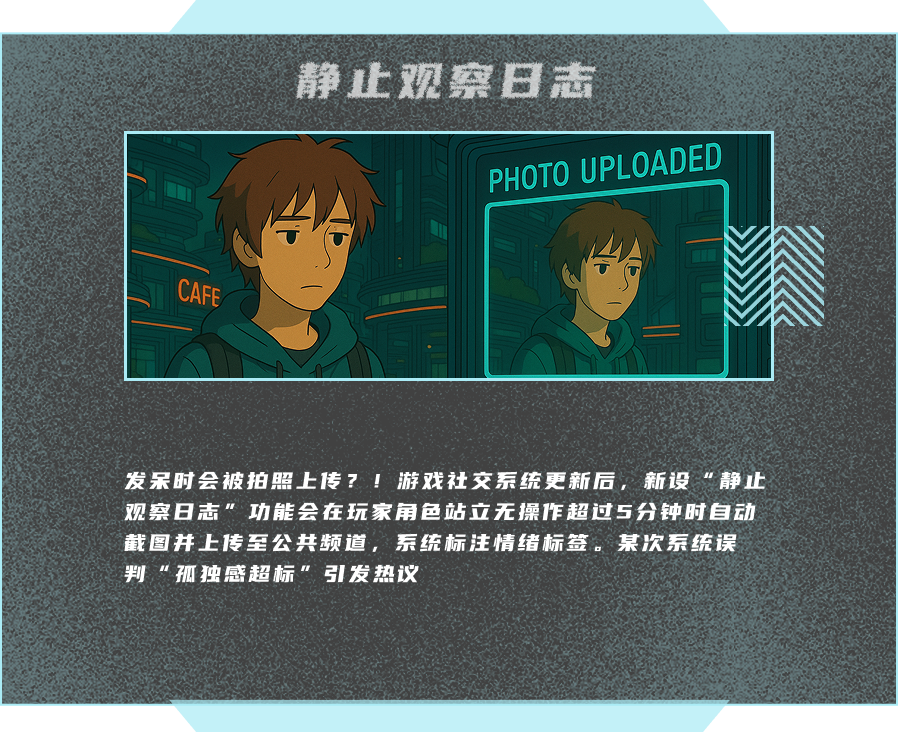 静止观察日志
PHOTO UPLOADED
CAFE
发呆时会被拍照上传？！游戏社交系统更新后，新设“静止
观察日志”功能会在玩家角色站立无操作超过5分钟时自动
截图并上传至公共频道，系统标注情绪标签。某次系统误
判“孤独感超标”引发热议